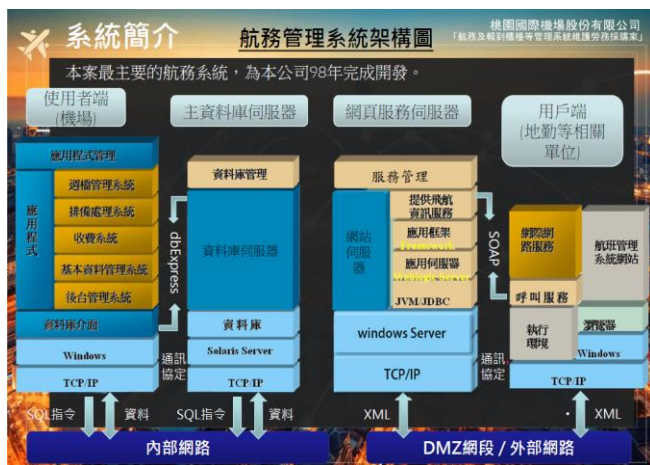 系統簡介
航務管理系統架構圖
桃園國際機場股份有限公司
「航務及報到櫃檯等管理系統維護勞務採購案」
本案最主要的航務系統，為本公司98年完成開發。
使用者端
(機場)
主資料庫伺服器
網頁服務伺服器
用戶端
(地勤等相關
單位)
應用程式管理
應用程式
過檔管理系統
排備處理系統
收費系統
基本資料管理系統
後台管理系統
資料庫介面
Windows
TCP/IP
dbExpress
通訊
協定
資料庫管理
資料庫伺服器
資料庫
Solaris Server
TCP/IP
服務管理
網站
伺服
器
提供飛航
資訊服務
應用框架
Framework
應用伺服器
Weblogic Server
JVM/JDBC
windows Server
TCP/IP
SOAP
通訊
協定
網際網
路服務
航班管理
系統網站
呼叫服務
執行
環境
瀏覽器
Windows
TCP/IP
SQL指令
資料
SQL指令
資料
XML
XML
內部網路
DMZ網段 / 外部網路